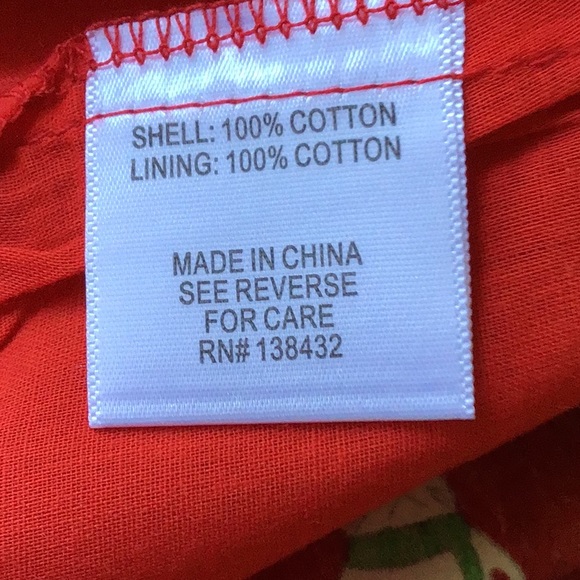 SHELL: 100% COTTON
LINING: 100% COTTON
MADE IN CHINA
SEE REVERSE
FOR CARE
RN# 138432